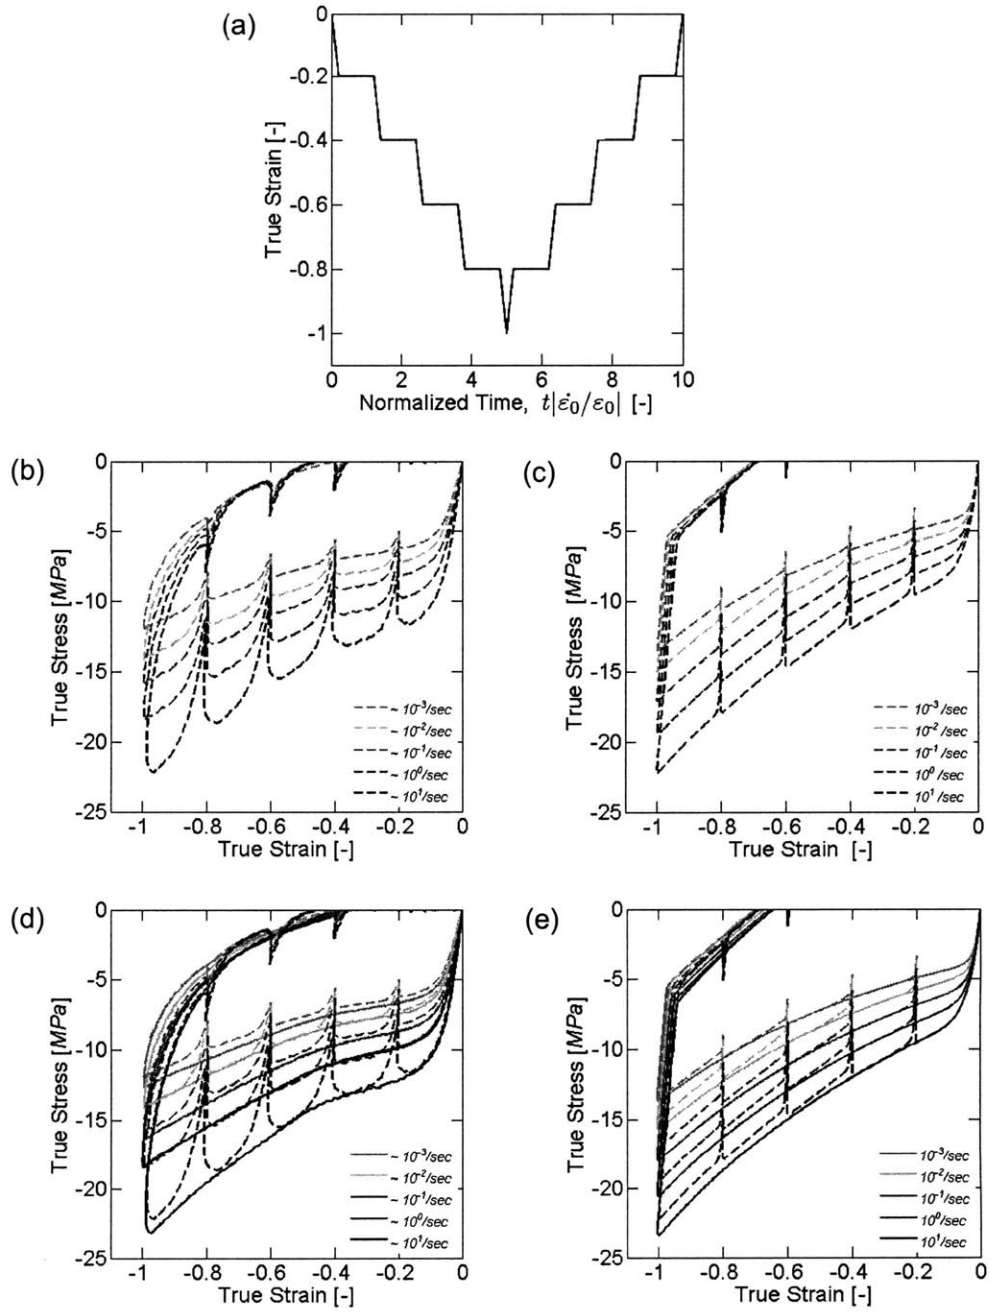 (a)
0
-0.2
-0.4
-0.6
-0.8
-1
True Strain [-]
0 2 4 6 8 10
Normalized Time, t|ε̇₀/ε₀| [-]
(b)
0
-5
-10
-15
-20
-25
True Stress [MPa]
~ 10⁻³/sec
~ 10⁻²/sec
~ 10⁻¹/sec
~ 10⁰/sec
~ 10¹/sec
-1 -0.8 -0.6 -0.4 -0.2 0
True Strain [-]
(c)
0
-5
-10
-15
-20
-25
True Stress [MPa]
10⁻³/sec
10⁻²/sec
10⁻¹/sec
10⁰/sec
10¹/sec
-1 -0.8 -0.6 -0.4 -0.2 0
True Strain [-]
(d)
0
-5
-10
-15
-20
-25
True Stress [MPa]
~ 10⁻³/sec
~ 10⁻²/sec
~ 10⁻¹/sec
~ 10⁰/sec
~ 10¹/sec
-1 -0.8 -0.6 -0.4 -0.2 0
True Strain [-]
(e)
0
-5
-10
-15
-20
-25
True Stress [MPa]
10⁻³/sec
10⁻²/sec
10⁻¹/sec
10⁰/sec
10¹/sec
-1 -0.8 -0.6 -0.4 -0.2 0
True Strain [-]